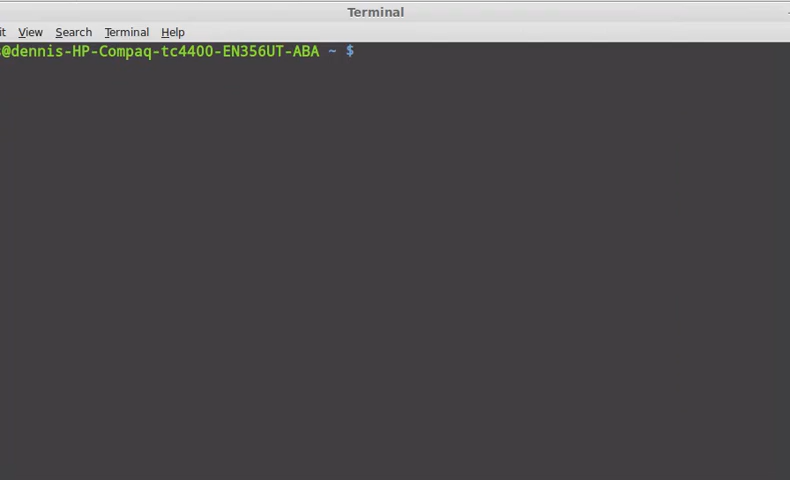 Terminal
it View Search Terminal Help
s@dennis-HP-Compaq-tc4400-EN356UT-ABA ~ $